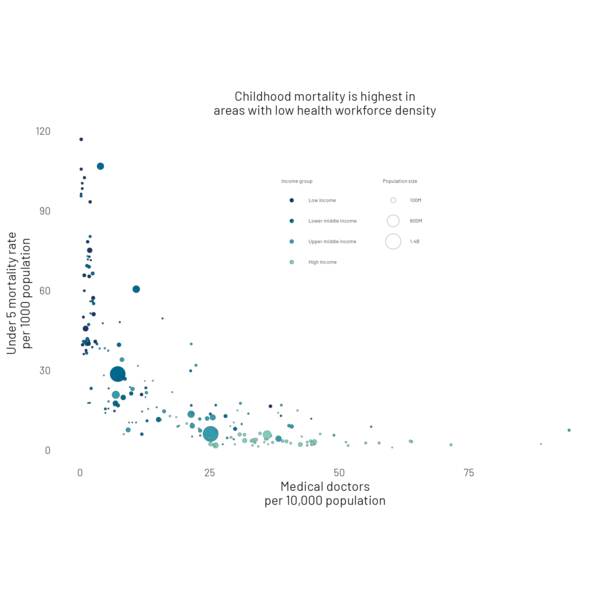 Childhood mortality is highest in
areas with low health workforce density
120
90
60
30
0
Under 5 mortality rate
per 1000 population
Income group
Low income
Lower middle income
Upper middle income
High income
Population size
100M
800M
1.4B
0
25
50
75
Medical doctors
per 10,000 population